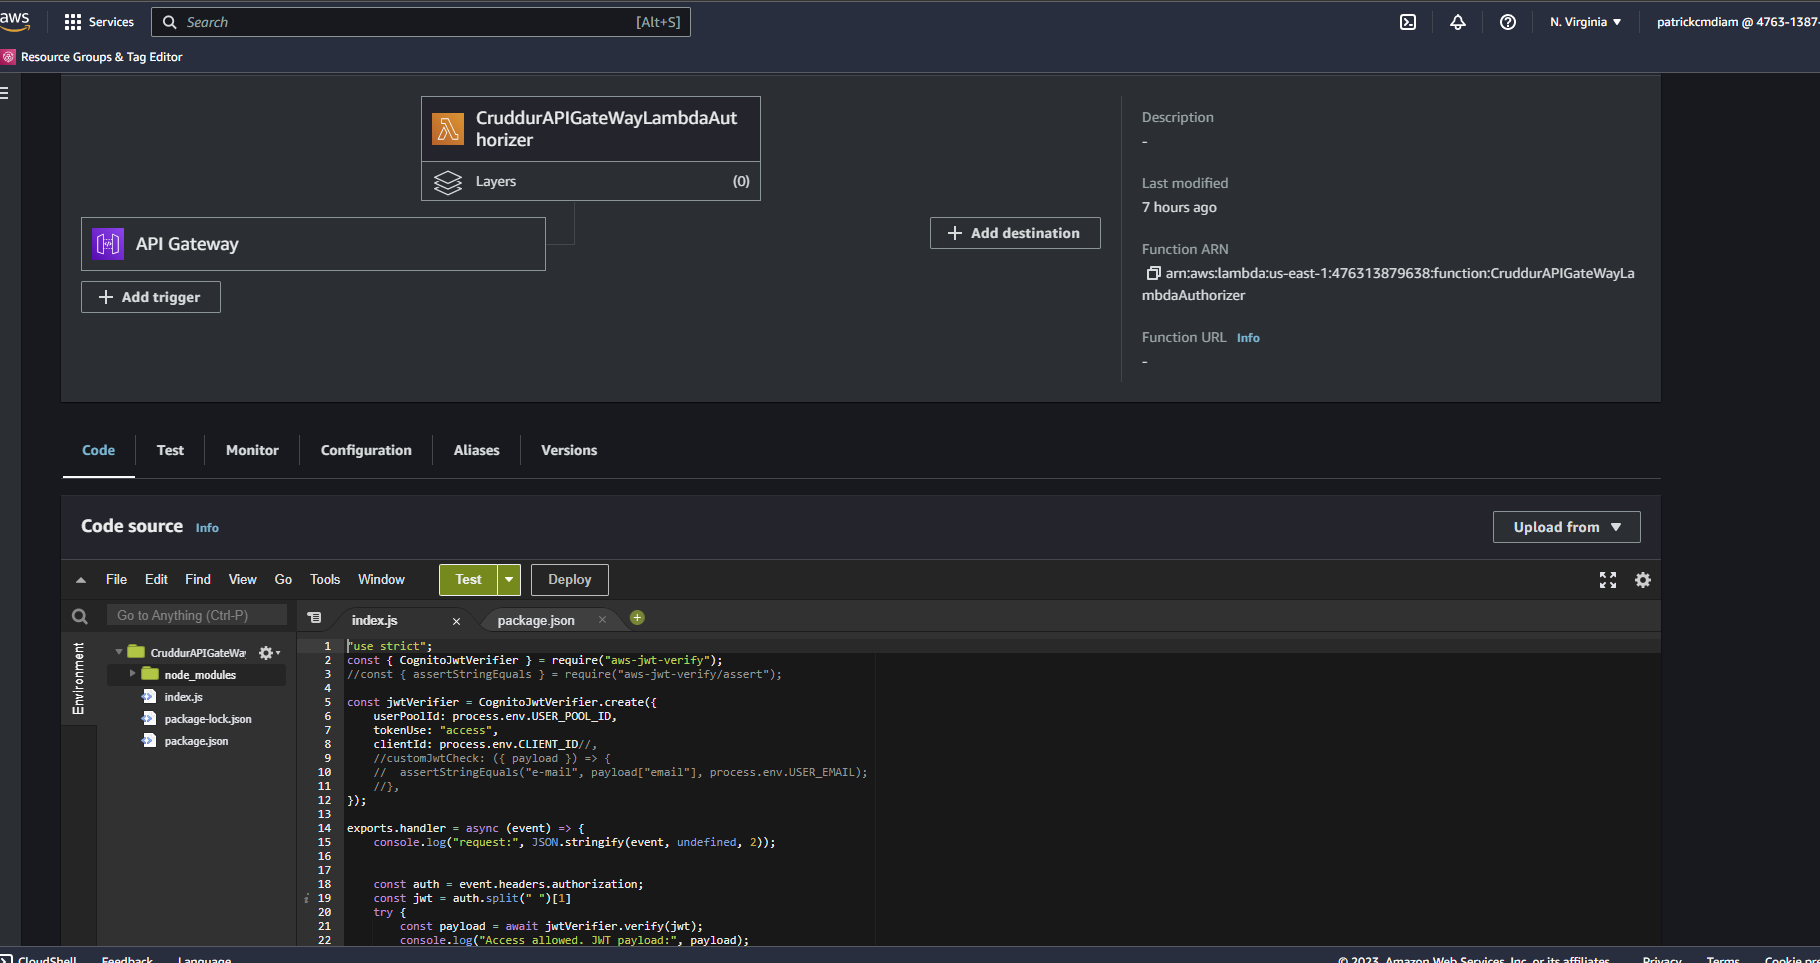 aws
Services
Search
[Alt+S]
N. Virginia
patrickcmdiam @ 4763-1387-
Resource Groups & Tag Editor
CruddurAPIGateWayLambdaAut
horizer
Layers
(0)
API Gateway
Add trigger
Add destination
Description
-
Last modified
7 hours ago
Function ARN
arn:aws:lambda:us-east-1:476313879638:function:CruddurAPIGateWayLa
mbdaAuthorizer
Function URL Info
-
Code
Test
Monitor
Configuration
Aliases
Versions
Code source Info
Upload from
File Edit Find View Go Tools Window
Test
Deploy
Go to Anything (Ctrl-P)
index.js
package.json
Environment
CruddurAPIGateWay
node_modules
index.js
package-lock.json
package.json
1 "use strict";
2 const { CognitoJwtVerifier } = require("aws-jwt-verify");
3 //const { assertStringEquals } = require("aws-jwt-verify/assert");
4
5 const jwtVerifier = CognitoJwtVerifier.create({
6 userPoolId: process.env.USER_POOL_ID,
7 tokenUse: "access",
8 clientId: process.env.CLIENT_ID//,
9 //customJwtCheck: ({ payload }) => {
10 // assertStringEquals("e-mail", payload["email"], process.env.USER_EMAIL);
11 //},
12 });
13
14 exports.handler = async (event) => {
15 console.log("request:", JSON.stringify(event, undefined, 2));
16
17
18 const auth = event.headers.authorization;
19 const jwt = auth.split(" ")[1]
20 try {
21 const payload = await jwtVerifier.verify(jwt);
22 console.log("Access allowed. JWT payload:", payload);
CloudShell Feedback Language
© 2023, Amazon Web Services, Inc. or its affiliates.
Privacy Terms Cookie pr